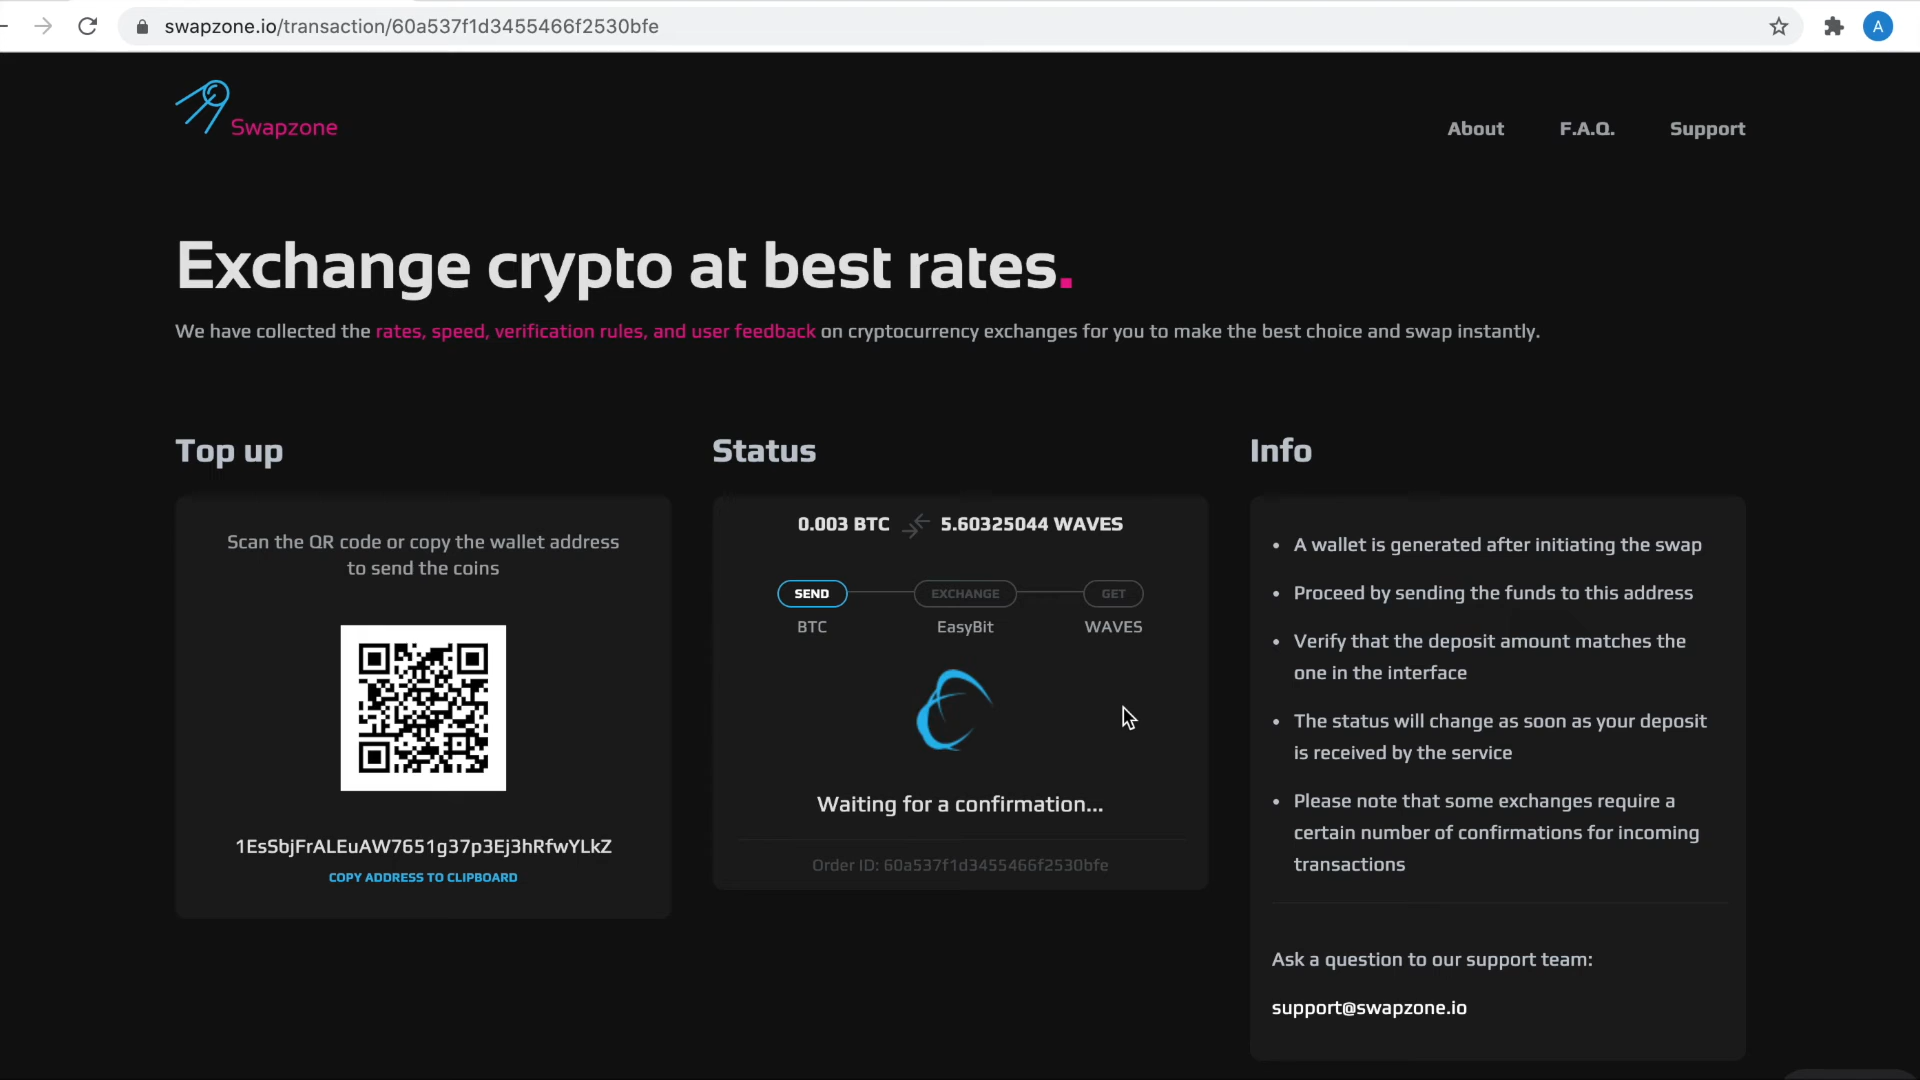 swapzone.io/transaction/60a537f1d3455466f2530bfe
A
Swapzone
About
F.A.Q.
Support
Exchange crypto at best rates.
We have collected the rates, speed, verification rules, and user feedback on cryptocurrency exchanges for you to make the best choice and swap instantly.
Top up
Scan the QR code or copy the wallet address
to send the coins
1EsSbjFrALEuAW7651g37p3Ej3hRfwYLkZ
COPY ADDRESS TO CLIPBOARD
Status
0.003 BTC 5.60325044 WAVES
SEND EXCHANGE GET
BTC EasyBit WAVES
Waiting for a confirmation...
Order ID: 60a537f1d3455466f2530bfe
Info
• A wallet is generated after initiating the swap
• Proceed by sending the funds to this address
• Verify that the deposit amount matches the
one in the interface
• The status will change as soon as your deposit
is received by the service
• Please note that some exchanges require a
certain number of confirmations for incoming
transactions
Ask a question to our support team:
support@swapzone.io